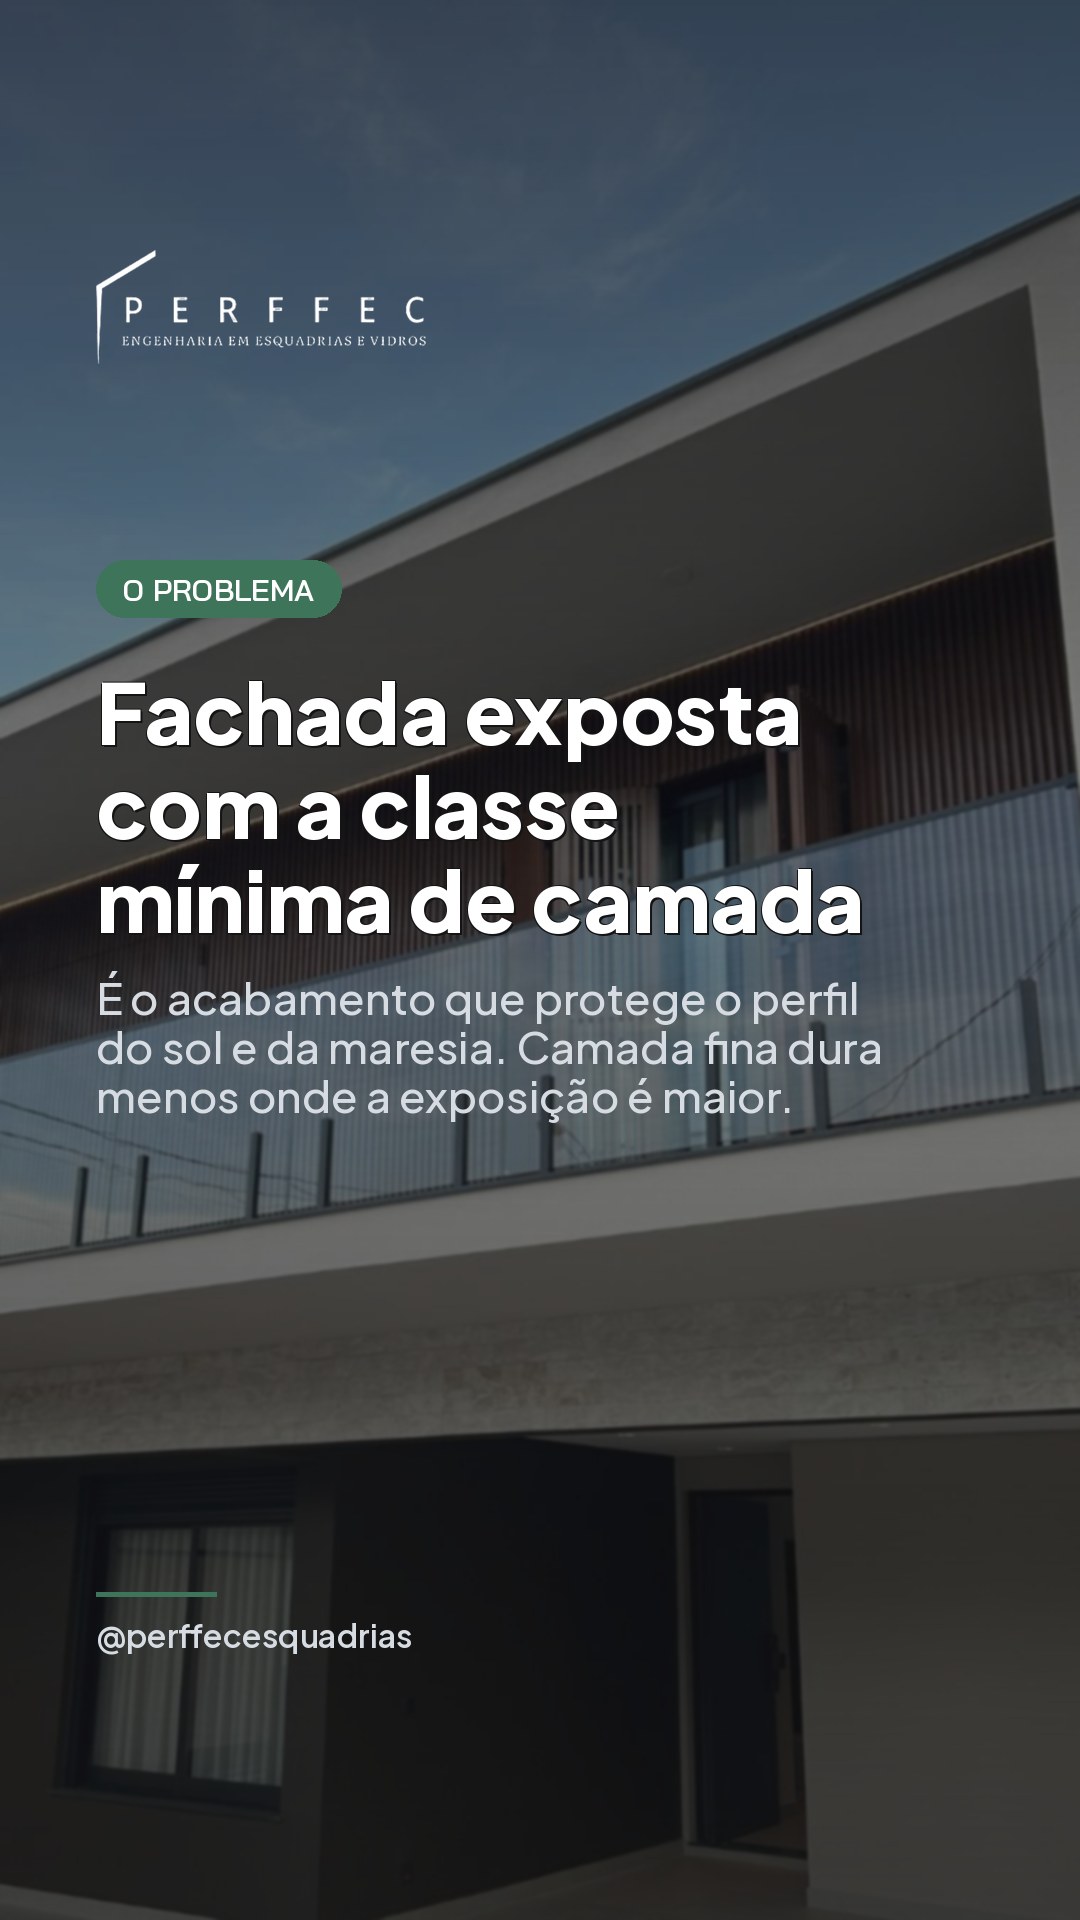 PERFFEC
ENGENHARIA EM ESQUADRIAS E VIDROS
O PROBLEMA
Fachada exposta
com a classe
mínima de camada
É o acabamento que protege o perfil
do sol e da maresia. Camada fina dura
menos onde a exposição é maior.
@perffecesquadrias